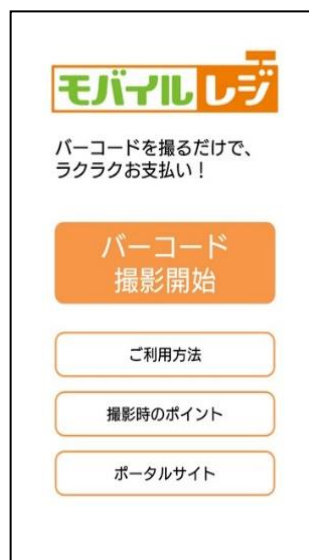 モバイルレジ
バーコードを撮るだけで、
ラクラクお支払い！
バーコード
撮影開始
ご利用方法
撮影時のポイント
ポータルサイト